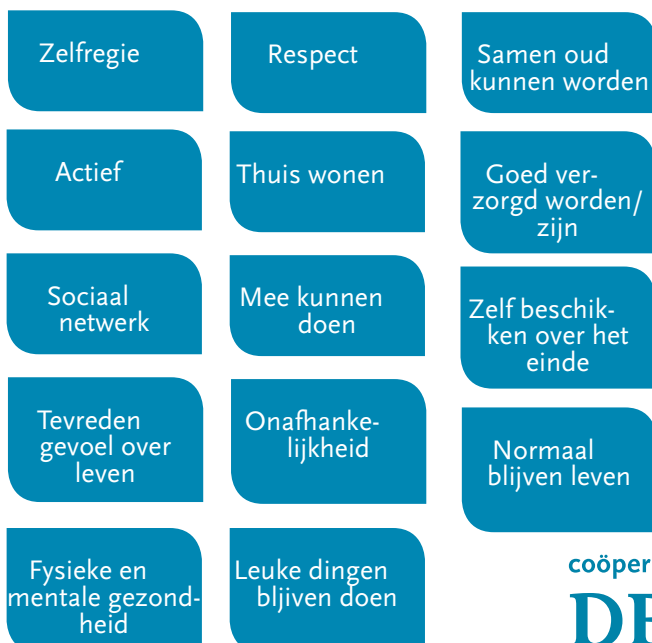 Zelfregie
Respect
Samen oud
kunnen worden
Actief
Thuis wonen
Goed ver-
zorgd worden/
zijn
Sociaal
netwerk
Mee kunnen
doen
Zelf beschik-
ken over het
einde
Tevreden
gevoel over
leven
Onafhanke-
lijkheid
Normaal
blijven leven
Fysieke en
mentale gezond-
heid
Leuke dingen
bljiven doen
coöper
DE